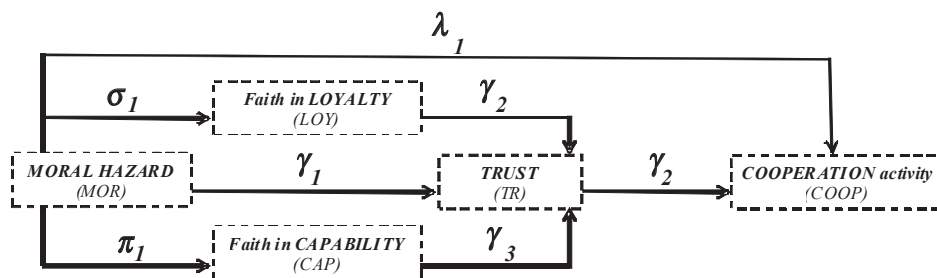 λ1
σ1
Faith in LOYALTY
(LOY)
γ2
MORAL HAZARD
(MOR)
γ1
TRUST
(TR)
γ2
COOPERATION activity
(COOP)
π1
Faith in CAPABILITY
(CAP)
γ3